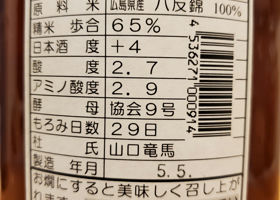 原料米 広島県産 八反錦 100%
精米歩合 65%
日本酒度 +4
酸度 2.7
アミノ酸度 2.9
酵母 協会9号
もろみ日数 29日
杜氏 山口竜馬
製造年月 5.5.
お燗にすると美味しく召し上が
れます
4536271000914